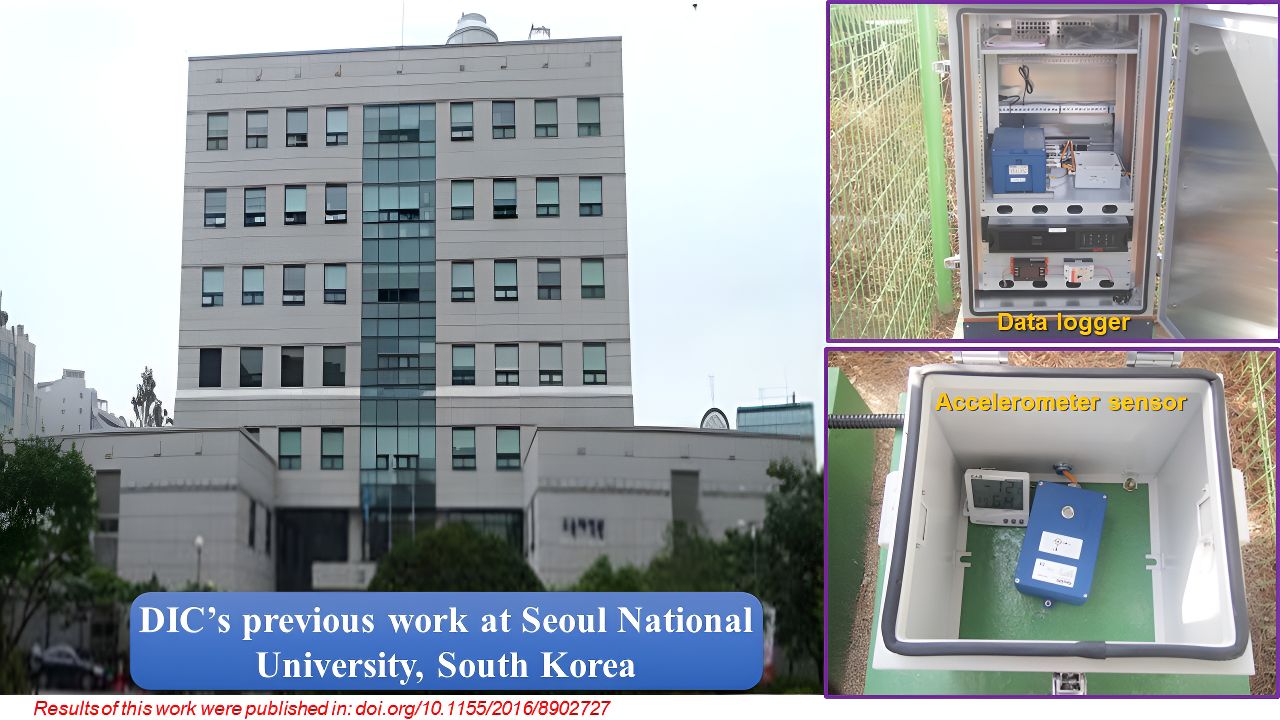 Data logger
Accelerometer sensor
DIC’s previous work at Seoul National
University, South Korea
Results of this work were published in: doi.org/10.1155/2016/8902727